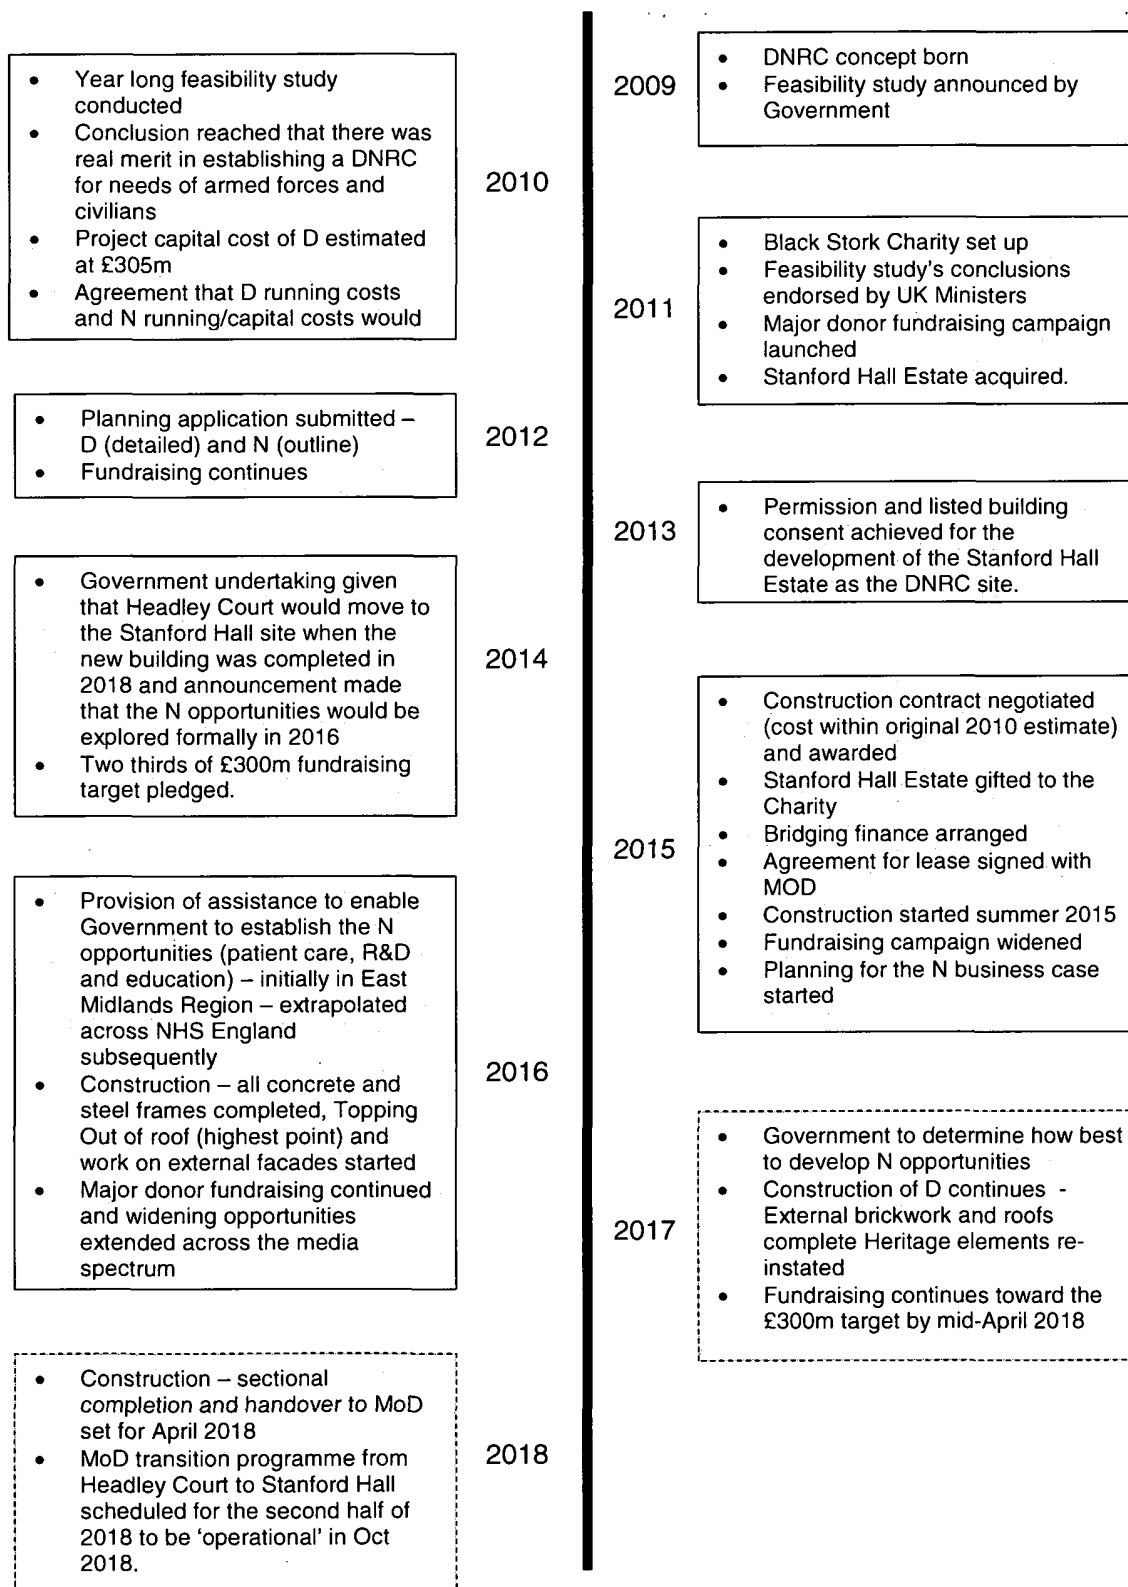 2009
• DNRC concept born
• Feasibility study announced by
Government
2010
• Year long feasibility study
conducted
• Conclusion reached that there was
real merit in establishing a DNRC
for needs of armed forces and
civilians
• Project capital cost of D estimated
at £305m
• Agreement that D running costs
and N running/capital costs would
2011
• Black Stork Charity set up
• Feasibility study's conclusions
endorsed by UK Ministers
• Major donor fundraising campaign
launched
• Stanford Hall Estate acquired.
2012
• Planning application submitted –
D (detailed) and N (outline)
• Fundraising continues
2013
• Permission and listed building
consent achieved for the
development of the Stanford Hall
Estate as the DNRC site.
2014
• Government undertaking given
that Headley Court would move to
the Stanford Hall site when the
new building was completed in
2018 and announcement made
that the N opportunities would be
explored formally in 2016
• Two thirds of £300m fundraising
target pledged.
2015
• Construction contract negotiated
(cost within original 2010 estimate)
and awarded
• Stanford Hall Estate gifted to the
Charity
• Bridging finance arranged
• Agreement for lease signed with
MOD
• Construction started summer 2015
• Fundraising campaign widened
• Planning for the N business case
started
2016
• Provision of assistance to enable
Government to establish the N
opportunities (patient care, R&D
and education) – initially in East
Midlands Region – extrapolated
across NHS England
subsequently
• Construction – all concrete and
steel frames completed, Topping
Out of roof (highest point) and
work on external facades started
• Major donor fundraising continued
and widening opportunities
extended across the media
spectrum
2017
• Government to determine how best
to develop N opportunities
• Construction of D continues -
External brickwork and roofs
complete Heritage elements re-
instated
• Fundraising continues toward the
£300m target by mid-April 2018
2018
• Construction – sectional
completion and handover to MoD
set for April 2018
• MoD transition programme from
Headley Court to Stanford Hall
scheduled for the second half of
2018 to be 'operational' in Oct
2018.